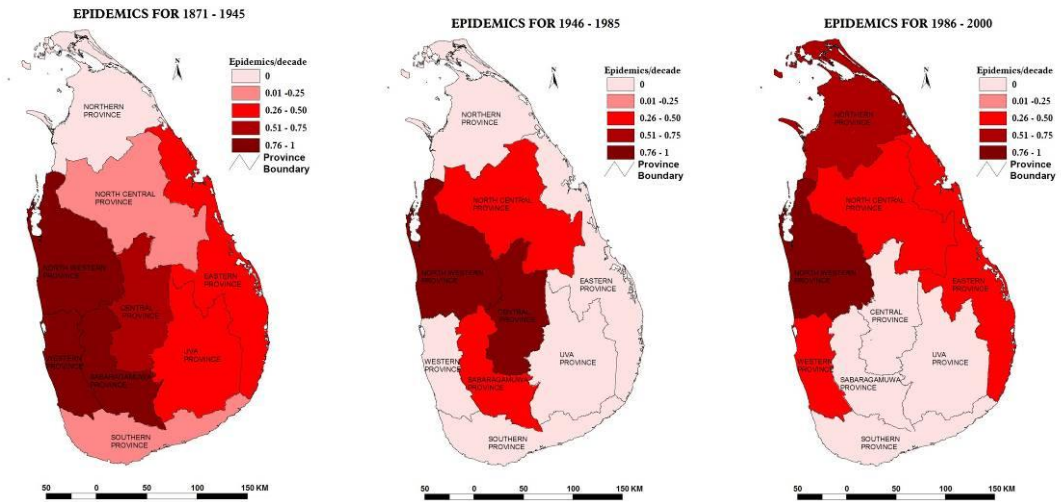 EPIDEMICS FOR 1871 - 1945
N
Epidemics/decade
0
0.01 -0.25
0.26 - 0.50
0.51 - 0.75
0.76 - 1
Province
Boundary
NORTHERN
PROVINCE
NORTH CENTRAL
PROVINCE
NORTH WESTERN
PROVINCE
EASTERN
PROVINCE
CENTRAL
PROVINCE
WESTERN
PROVINCE
UVA
PROVINCE
SABARAGAMUWA
PROVINCE
SOUTHERN
PROVINCE
50 0 50 100 150 KM
EPIDEMICS FOR 1946 - 1985
N
Epidemics/decade
0
0.01 -0.25
0.26 - 0.50
0.51 - 0.75
0.76 - 1
Province
Boundary
NORTHERN
PROVINCE
NORTH CENTRAL
PROVINCE
NORTH WESTERN
PROVINCE
EASTERN
PROVINCE
CENTRAL
PROVINCE
WESTERN
PROVINCE
UVA
PROVINCE
SABARAGAMUWA
PROVINCE
SOUTHERN
PROVINCE
50 0 50 100 150 KM
EPIDEMICS FOR 1986 - 2000
N
Epidemics/decade
0
0.01 -0.25
0.26 - 0.50
0.51 - 0.75
0.76 - 1
Province
Boundary
NORTHERN
PROVINCE
NORTH CENTRAL
PROVINCE
NORTH WESTERN
PROVINCE
EASTERN
PROVINCE
CENTRAL
PROVINCE
WESTERN
PROVINCE
UVA
PROVINCE
SABARAGAMUWA
PROVINCE
SOUTHERN
PROVINCE
50 0 50 100 150 KM